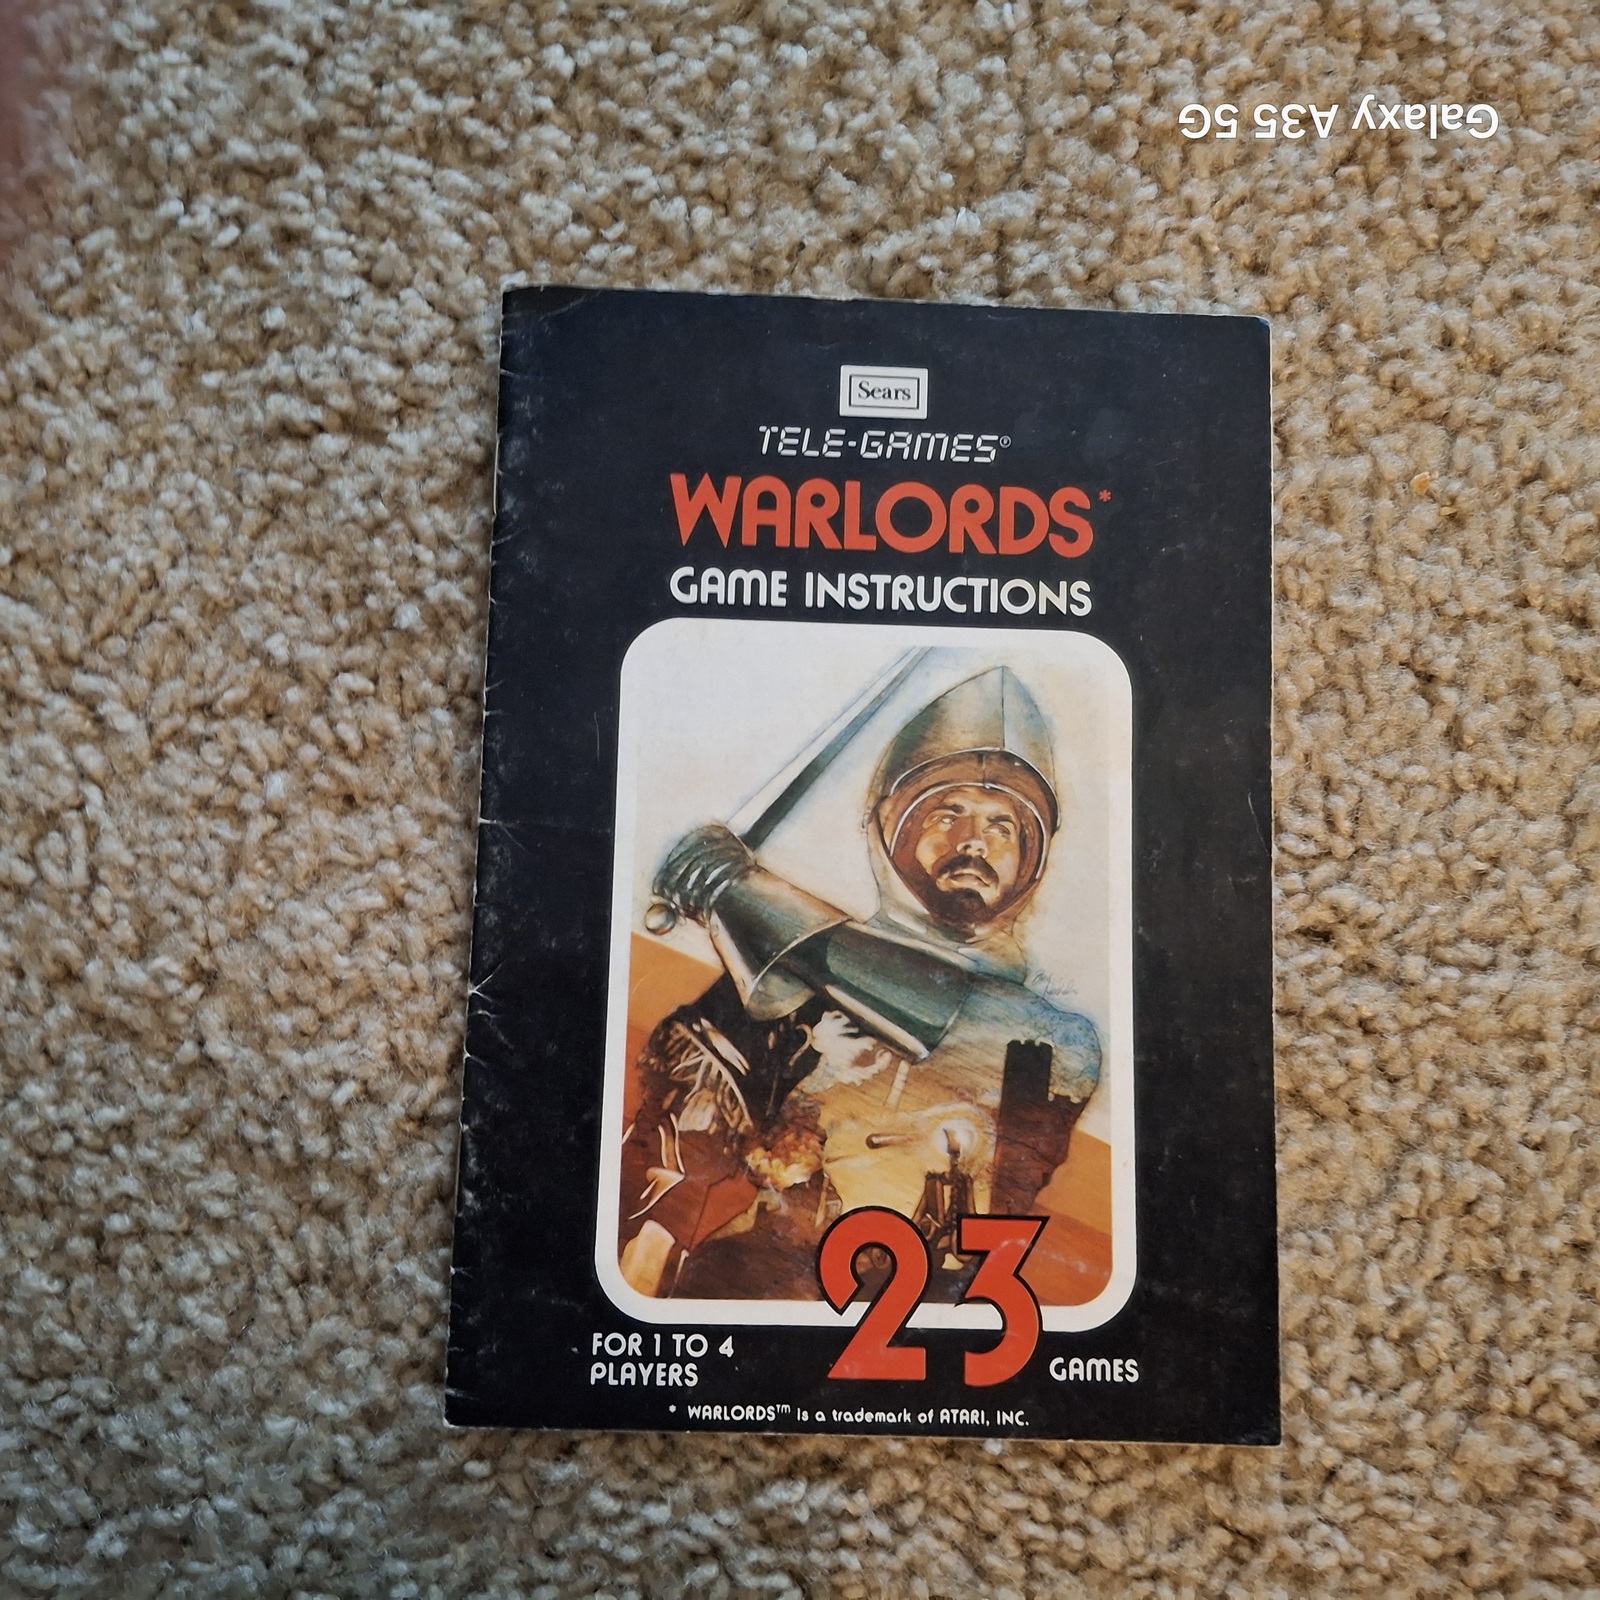 Galaxy A35 5G
Sears
TELE-GAMES®
WARLORDS*
GAME INSTRUCTIONS
23
FOR 1 TO 4
PLAYERS
GAMES
* WARLORDS™ is a trademark of ATARI, INC.